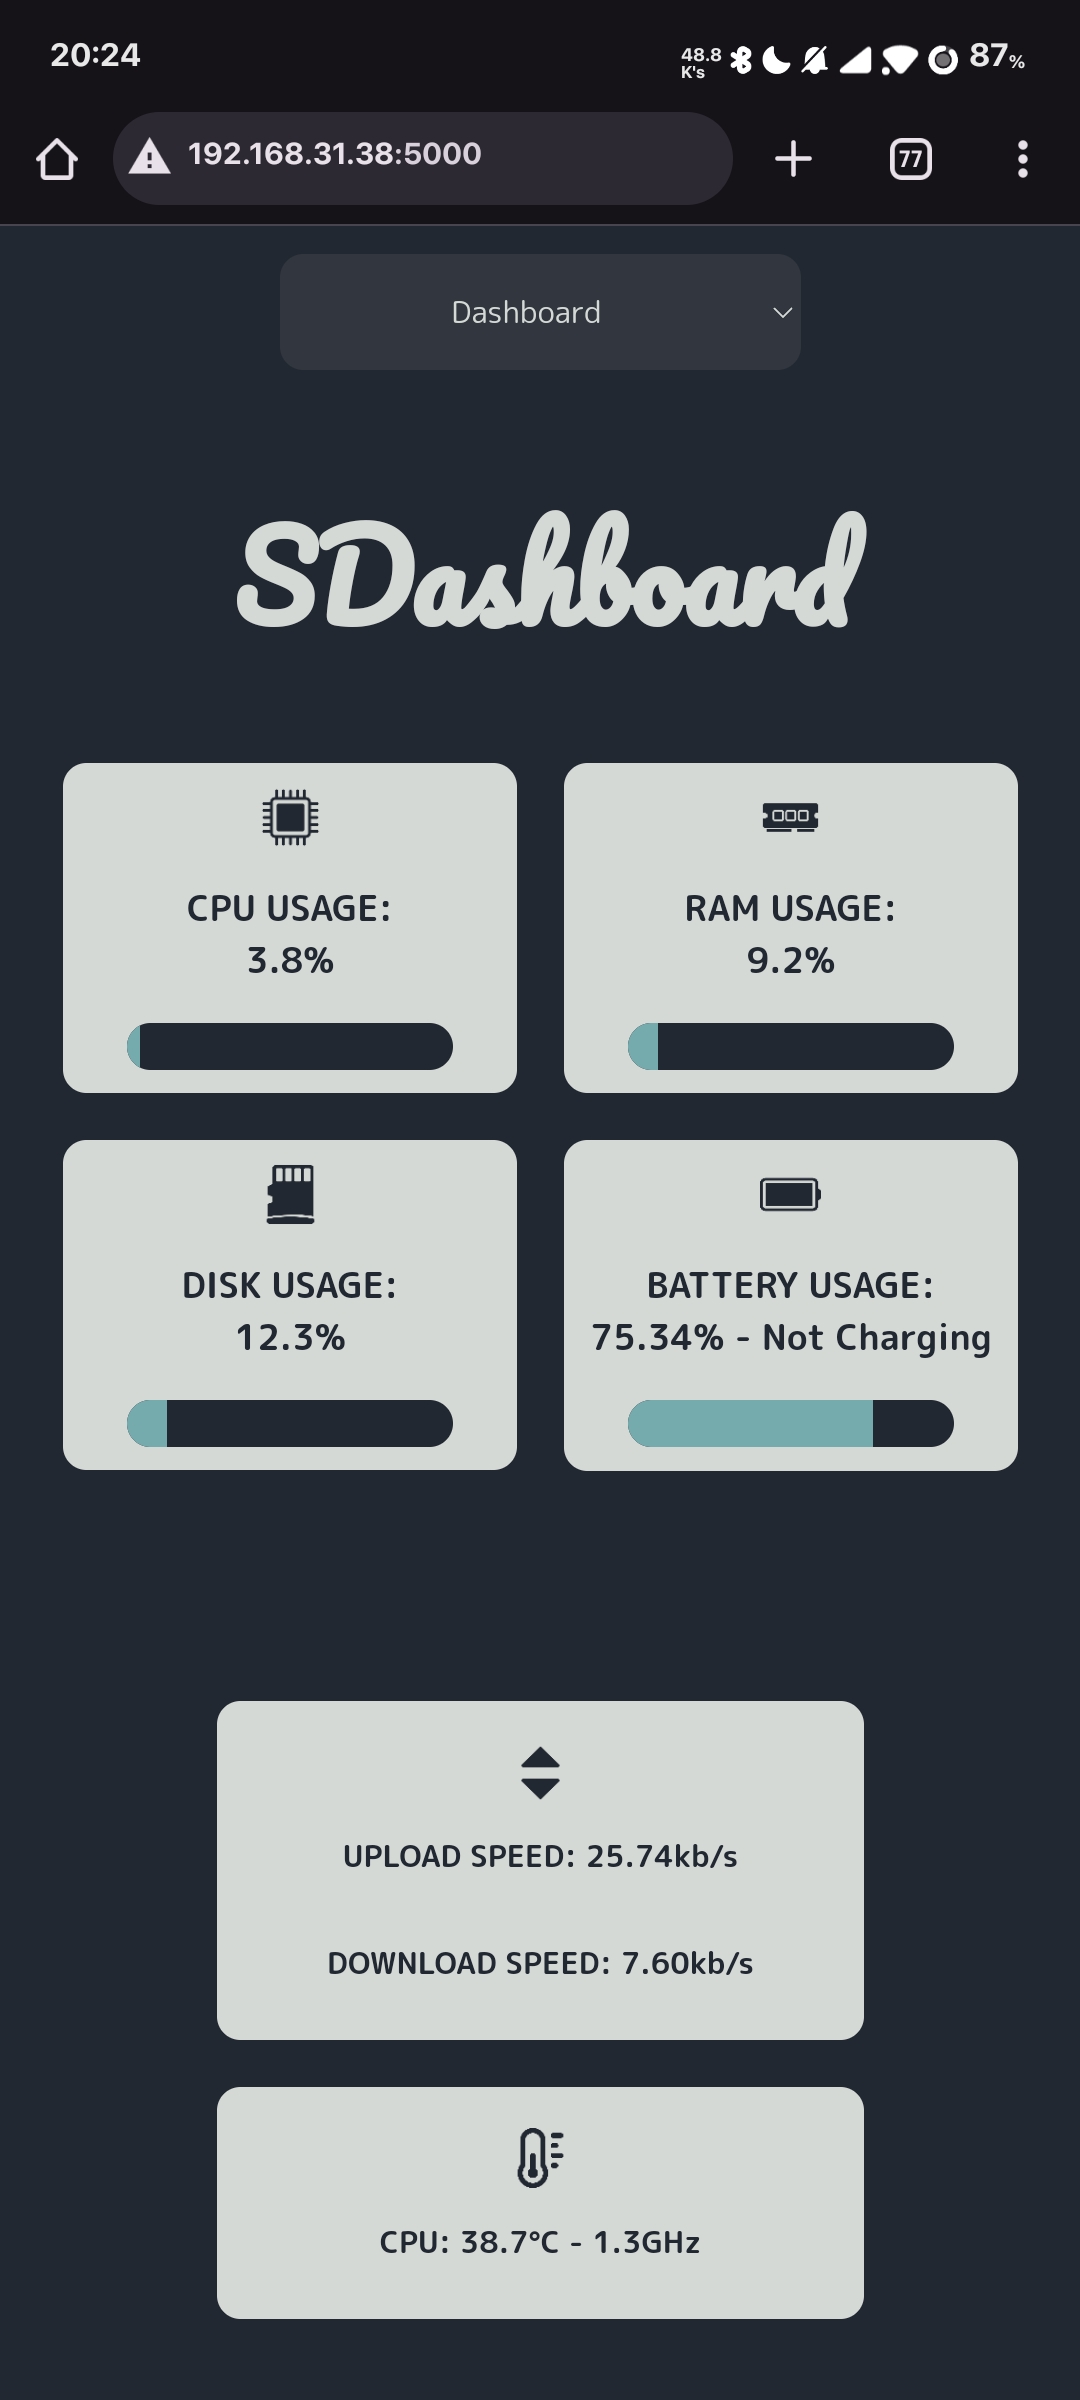 20:24
48.8
K's
87%
192.168.31.38:5000
77
Dashboard
SDashboard
CPU USAGE:
3.8%
RAM USAGE:
9.2%
DISK USAGE:
12.3%
BATTERY USAGE:
75.34% - Not Charging
UPLOAD SPEED: 25.74kb/s
DOWNLOAD SPEED: 7.60kb/s
CPU: 38.7°C - 1.3GHz